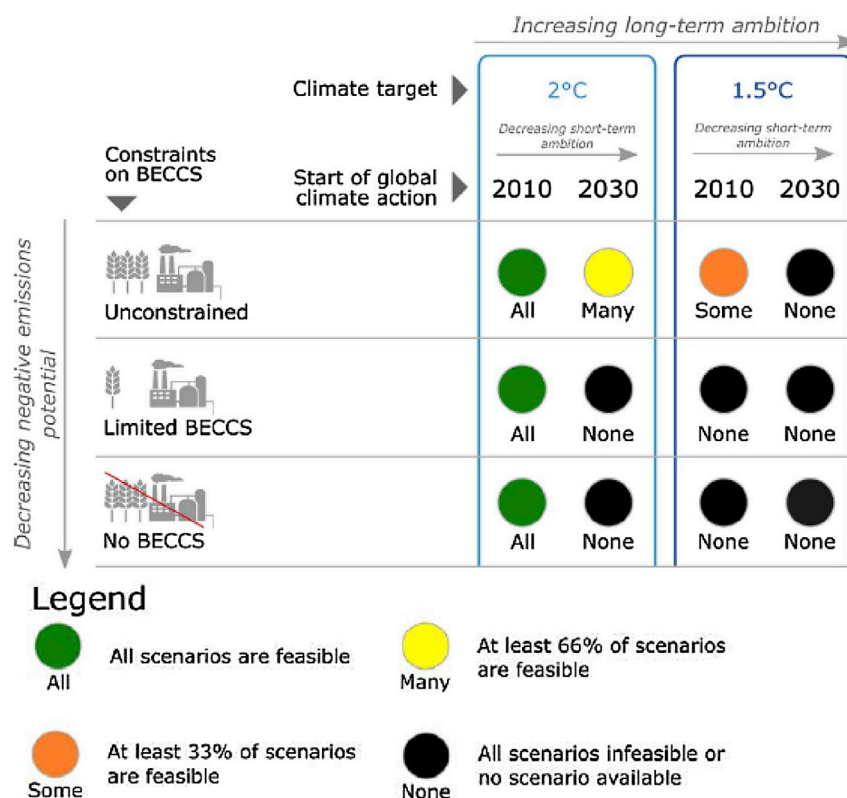 Increasing long-term ambition
Climate target
2°C
1.5°C
Decreasing short-term
ambition
Decreasing short-term
ambition
Constraints
on BECCS
Start of global
climate action
2010
2030
2010
2030
Decreasing negative emissions
potential
Unconstrained
All
Many
Some
None
Limited BECCS
All
None
None
None
No BECCS
All
None
None
None
Legend
All
All scenarios are feasible
Many
At least 66% of scenarios
are feasible
Some
At least 33% of scenarios
are feasible
None
All scenarios infeasible or
no scenario available